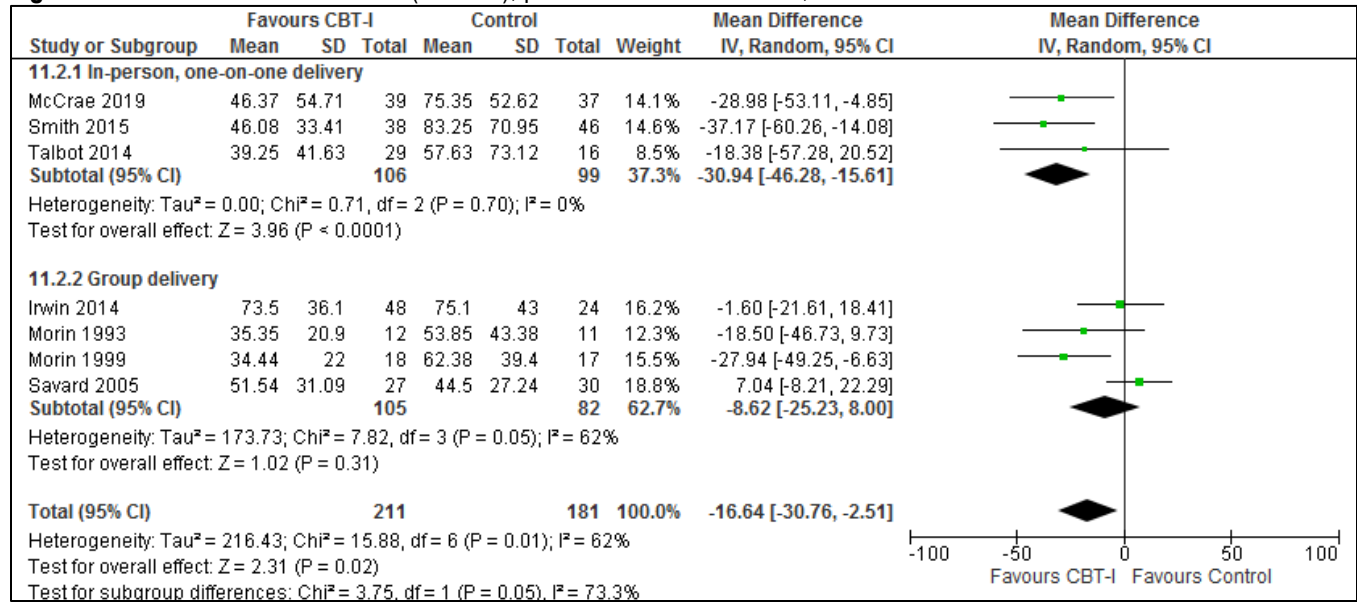 Favours CBT-I Control Mean Difference Mean Difference
Study or Subgroup Mean SD Total Mean SD Total Weight IV, Random, 95% CI IV, Random, 95% CI
11.2.1 In-person, one-on-one delivery
McCrae 2019 46.37 54.71 39 75.35 52.62 37 14.1% -28.98 [-53.11, -4.85]
Smith 2015 46.08 33.41 38 83.25 70.95 46 14.6% -37.17 [-60.26, -14.08]
Talbot 2014 39.25 41.63 29 57.63 73.12 16 8.5% -18.38 [-57.28, 20.52]
Subtotal (95% CI) 106 99 37.3% -30.94 [-46.28, -15.61]
Heterogeneity: Tau² = 0.00; Chi² = 0.71, df = 2 (P = 0.70); I² = 0%
Test for overall effect: Z = 3.96 (P < 0.0001)
11.2.2 Group delivery
Irwin 2014 73.5 36.1 48 75.1 43 24 16.2% -1.60 [-21.61, 18.41]
Morin 1993 35.35 20.9 12 53.85 43.38 11 12.3% -18.50 [-46.73, 9.73]
Morin 1999 34.44 22 18 62.38 39.4 17 15.5% -27.94 [-49.25, -6.63]
Savard 2005 51.54 31.09 27 44.5 27.24 30 18.8% 7.04 [-8.21, 22.29]
Subtotal (95% CI) 105 82 62.7% -8.62 [-25.23, 8.00]
Heterogeneity: Tau² = 173.73; Chi² = 7.82, df = 3 (P = 0.05); I² = 62%
Test for overall effect: Z = 1.02 (P = 0.31)
Total (95% CI) 211 181 100.0% -16.64 [-30.76, -2.51]
Heterogeneity: Tau² = 216.43; Chi² = 15.88, df = 6 (P = 0.01); I² = 62%
Test for overall effect: Z = 2.31 (P = 0.02)
Test for subgroup differences: Chi² = 3.75, df = 1 (P = 0.05), I² = 73.3%
-100 -50 0 50 100
Favours CBT-I Favours Control